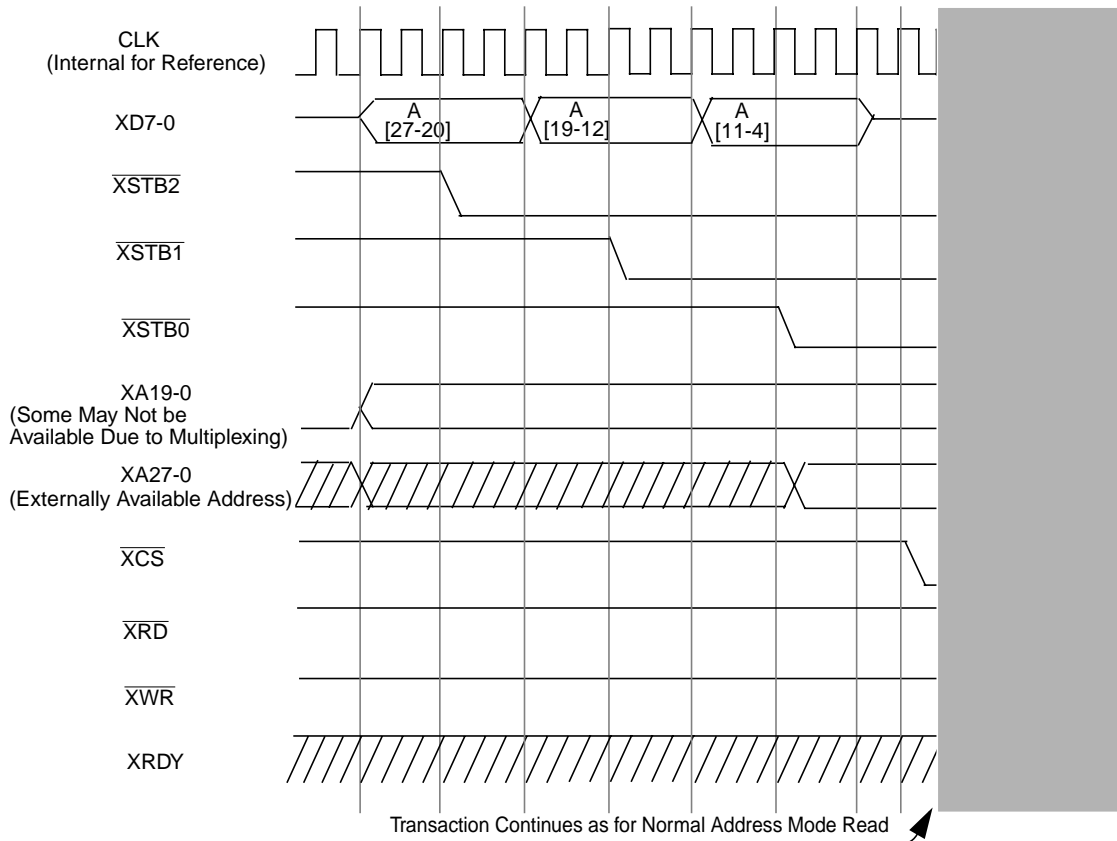 CLK
(Internal for Reference)
XD7-0
A
[27-20]
A
[19-12]
A
[11-4]
XSTB2
XSTB1
XSTB0
XA19-0
(Some May Not be
Available Due to Multiplexing)
XA27-0
(Externally Available Address)
XCS
XRD
XWR
XRDY
Transaction Continues as for Normal Address Mode Read